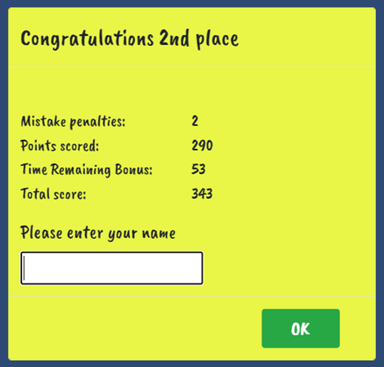 Congratulations 2nd place
Mistake penalties: 2
Points scored: 290
Time Remaining Bonus: 53
Total score: 343
Please enter your name
OK